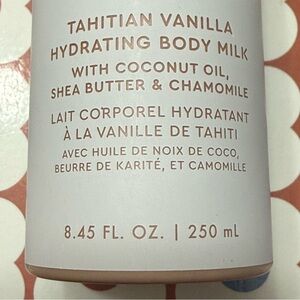 TAHITIAN VANILLA
HYDRATING BODY MILK
WITH COCONUT OIL,
SHEA BUTTER & CHAMOMILE
LAIT CORPOREL HYDRATANT
À LA VANILLE DE TAHITI
AVEC HUILE DE NOIX DE COCO,
BEURRE DE KARITÉ, ET CAMOMILLE
8.45 FL. OZ. | 250 mL